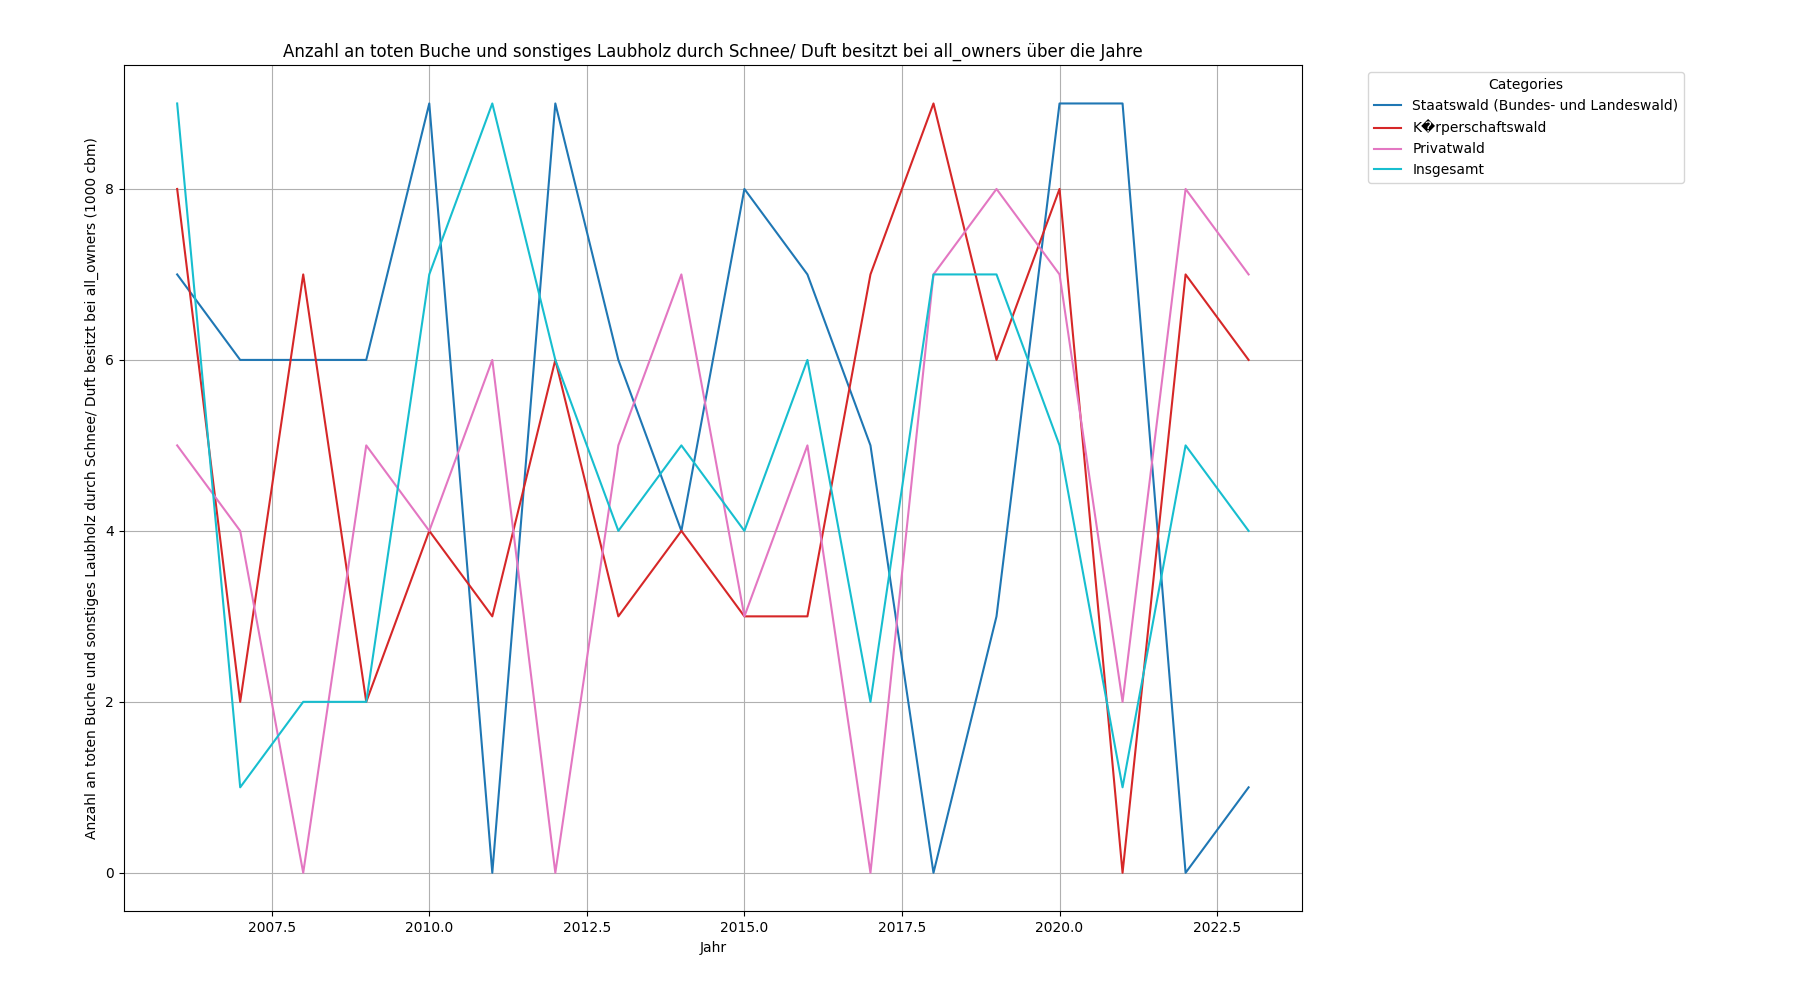 Anzahl an toten Buche und sonstiges Laubholz durch Schnee/ Duft besitzt bei all_owners über die Jahre
Categories
Staatswald (Bundes- und Landeswald)
K�rperschaftswald
Privatwald
Insgesamt
Anzahl an toten Buche und sonstiges Laubholz durch Schnee/ Duft besitzt bei all_owners (1000 cbm)
8
6
4
2
0
2007.5
2010.0
2012.5
2015.0
2017.5
2020.0
2022.5
Jahr